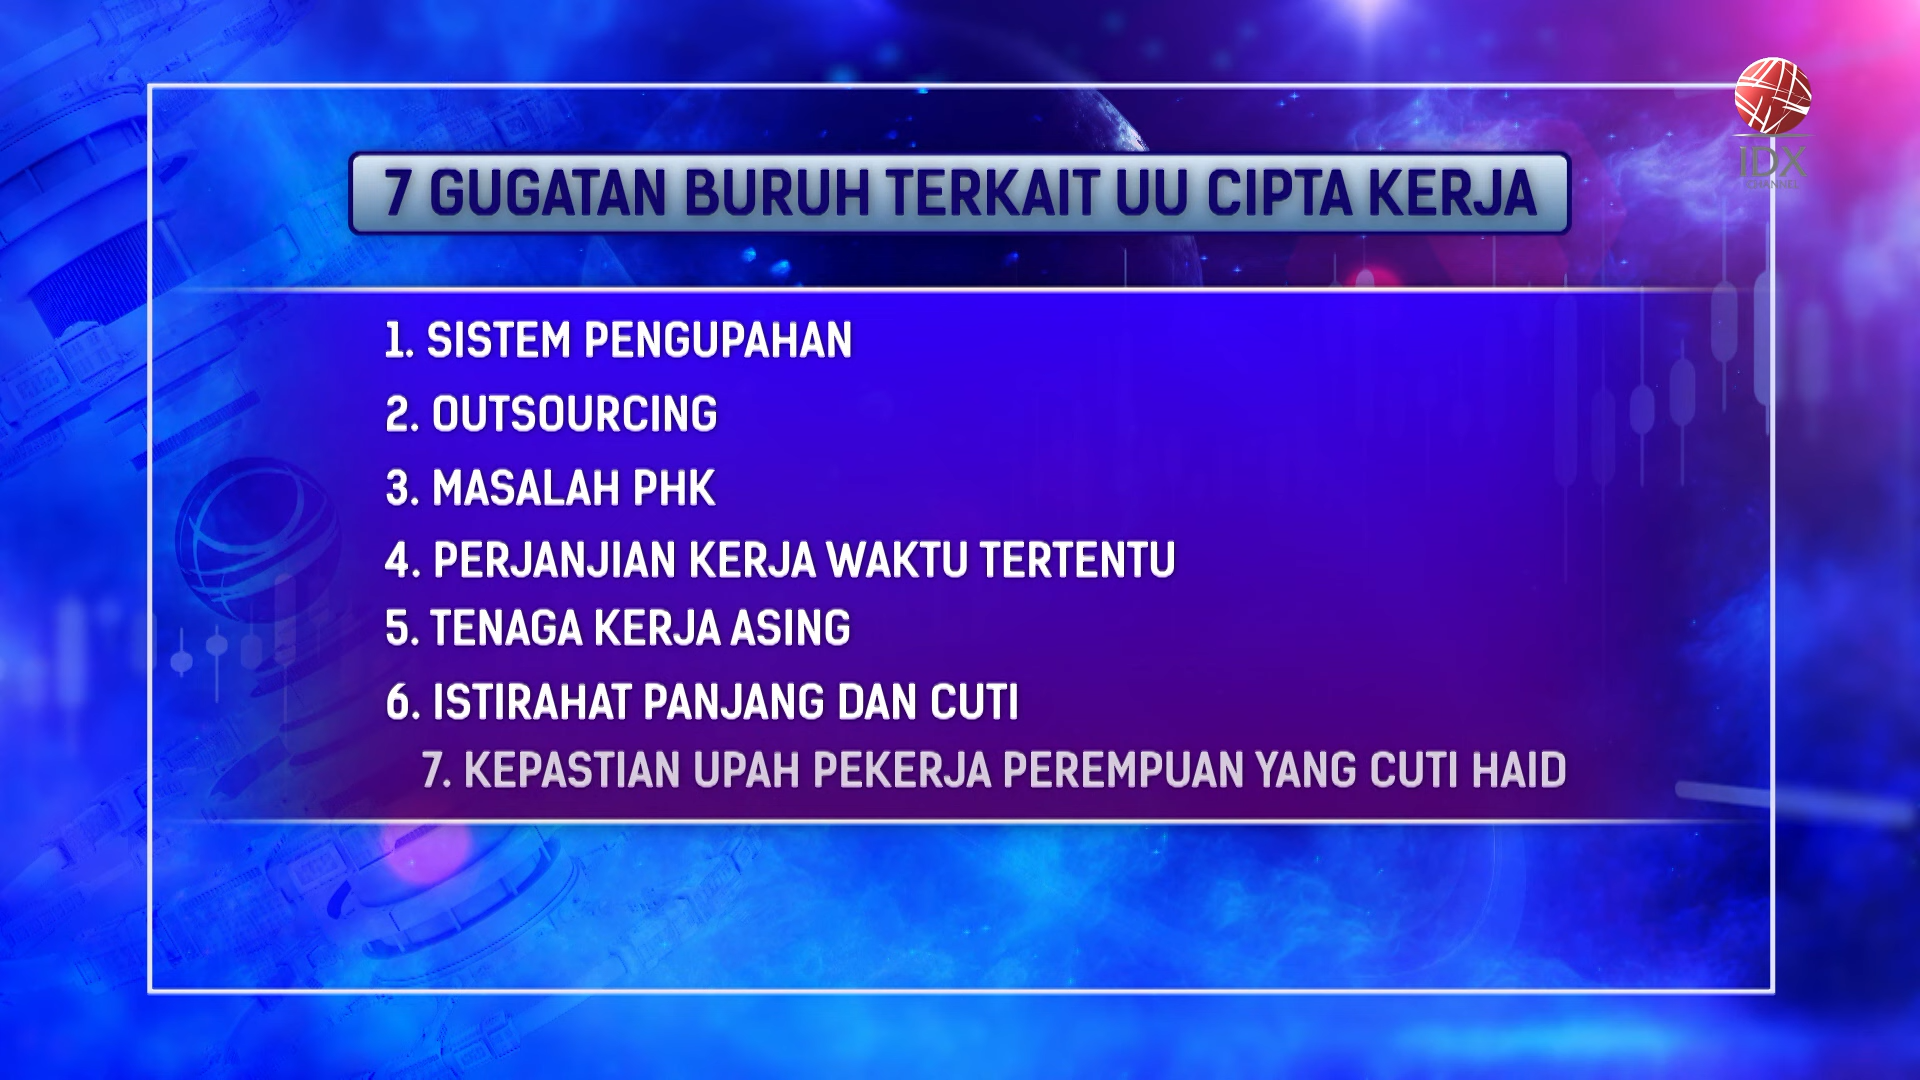 IDX
CHANNEL
7 GUGATAN BURUH TERKAIT UU CIPTA KERJA
1. SISTEM PENGUPAHAN
2. OUTSOURCING
3. MASALAH PHK
4. PERJANJIAN KERJA WAKTU TERTENTU
5. TENAGA KERJA ASING
6. ISTIRAHAT PANJANG DAN CUTI
7. KEPASTIAN UPAH PEKERJA PEREMPUAN YANG CUTI HAID